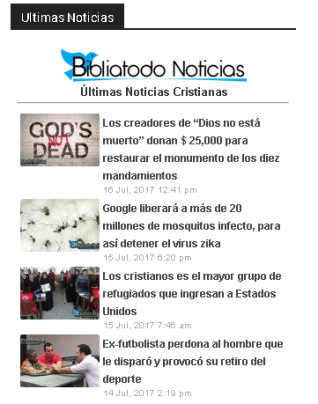 Ultimas Noticias
Bibliatodo Noticias
Últimas Noticias Cristianas
GOD'S
NOT
DEAD
Los creadores de “Dios no está
muerto” donan $ 25,000 para
restaurar el monumento de los diez
mandamientos
16 Jul, 2017 12:41 pm
Google liberará a más de 20
millones de mosquitos infecto, para
así detener el virus zika
15 Jul, 2017 6:20 pm
Los cristianos es el mayor grupo de
refugiados que ingresan a Estados
Unidos
15 Jul, 2017 7:46 am
Ex-futbolista perdona al hombre que
le disparó y provocó su retiro del
deporte
14 Jul, 2017 2:19 pm